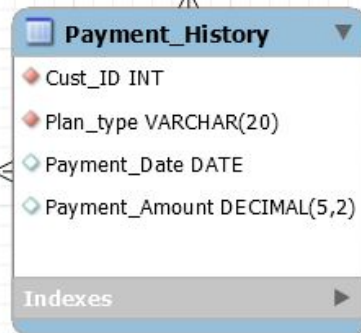 Payment_History
Cust_ID INT
Plan_type VARCHAR(20)
Payment_Date DATE
Payment_Amount DECIMAL(5,2)
Indexes